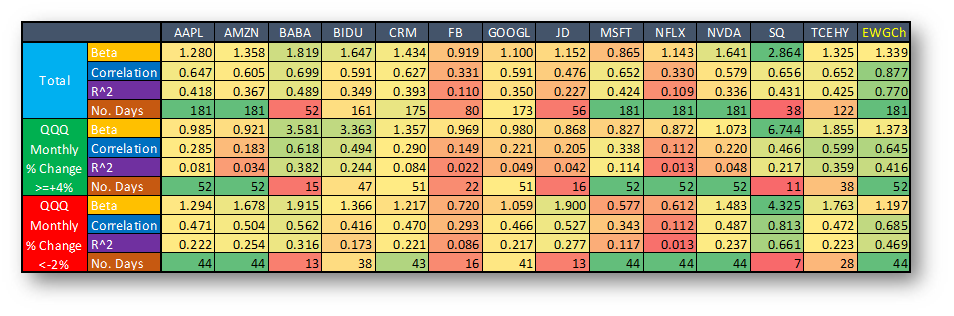 AAPL AMZN BABA BIDU CRM FB GOOGL JD MSFT NFLX NVDA SQ TCEHY EWGCh
Total Beta 1.280 1.358 1.819 1.647 1.434 0.919 1.100 1.152 0.865 1.143 1.641 2.864 1.325 1.339
Correlation 0.647 0.605 0.699 0.591 0.627 0.331 0.591 0.476 0.652 0.330 0.579 0.656 0.652 0.877
R^2 0.418 0.367 0.489 0.349 0.393 0.110 0.350 0.227 0.424 0.109 0.336 0.431 0.425 0.770
No. Days 181 181 52 161 175 80 173 56 181 181 181 38 122 181
QQQ Beta 0.985 0.921 3.581 3.363 1.357 0.969 0.980 0.868 0.827 0.872 1.073 6.744 1.855 1.373
Monthly Correlation 0.285 0.183 0.618 0.494 0.290 0.149 0.221 0.205 0.338 0.112 0.220 0.466 0.599 0.645
% Change R^2 0.081 0.034 0.382 0.244 0.084 0.022 0.049 0.042 0.114 0.013 0.048 0.217 0.359 0.416
>=+4% No. Days 52 52 15 47 51 22 51 16 52 52 52 11 38 52
QQQ Beta 1.294 1.678 1.915 1.366 1.217 0.720 1.059 1.900 0.577 0.612 1.483 4.325 1.763 1.197
Monthly Correlation 0.471 0.504 0.562 0.416 0.470 0.293 0.466 0.527 0.343 0.112 0.487 0.813 0.472 0.685
% Change R^2 0.222 0.254 0.316 0.173 0.221 0.086 0.217 0.277 0.117 0.013 0.237 0.661 0.223 0.469
<-2% No. Days 44 44 13 38 43 16 41 13 44 44 44 7 28 44